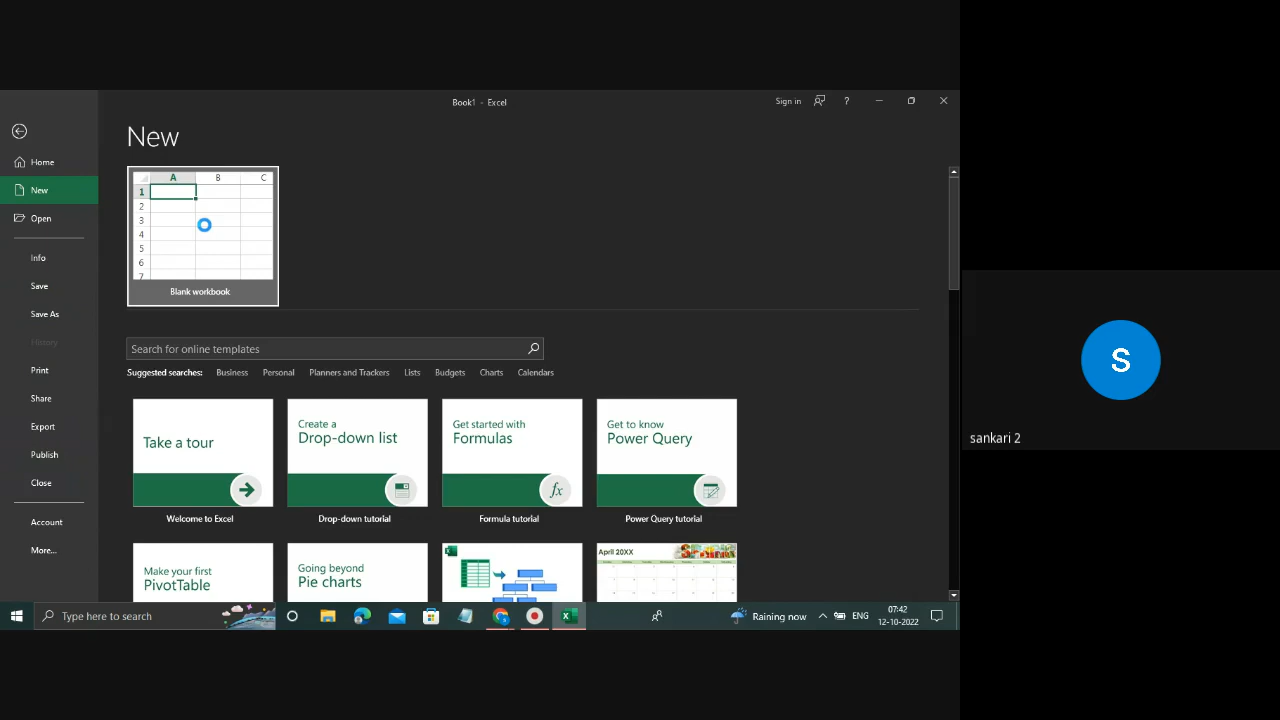 Book1 - Excel
Sign in
?
New
Home
New
Open
Info
Save
Save As
History
Print
Share
Export
Publish
Close
Account
More...
A B C
1
2
3
4
5
6
7
Blank workbook
Search for online templates
Suggested searches: Business Personal Planners and Trackers Lists Budgets Charts Calendars
Take a tour
Welcome to Excel
Create a
Drop-down list
Drop-down tutorial
Get started with
Formulas
fx
Formula tutorial
Get to know
Power Query
Power Query tutorial
Make your first
PivotTable
Going beyond
Pie charts
April 20XX
Type here to search
Raining now
ENG
07:42
12-10-2022
S
sankari 2